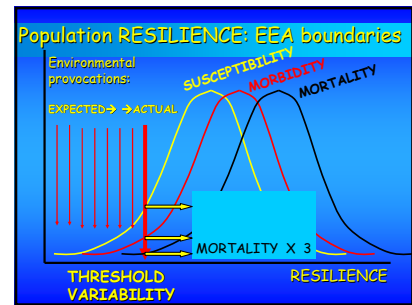 Population RESILIENCE: EEA boundaries
Environmental
provocations:
SUSCEPTIBILITY
MORBIDITY
MORTALITY
EXPECTED→ →ACTUAL
MORTALITY X 3
THRESHOLD
VARIABILITY
RESILIENCE